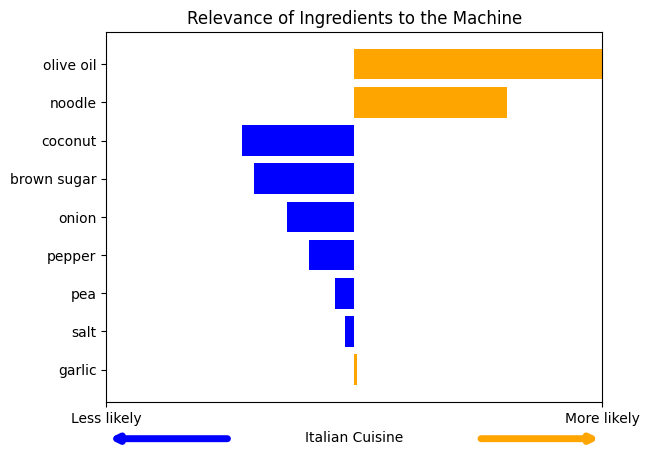 Relevance of Ingredients to the Machine
olive oil
noodle
coconut
brown sugar
onion
pepper
pea
salt
garlic
Less likely
More likely
Italian Cuisine